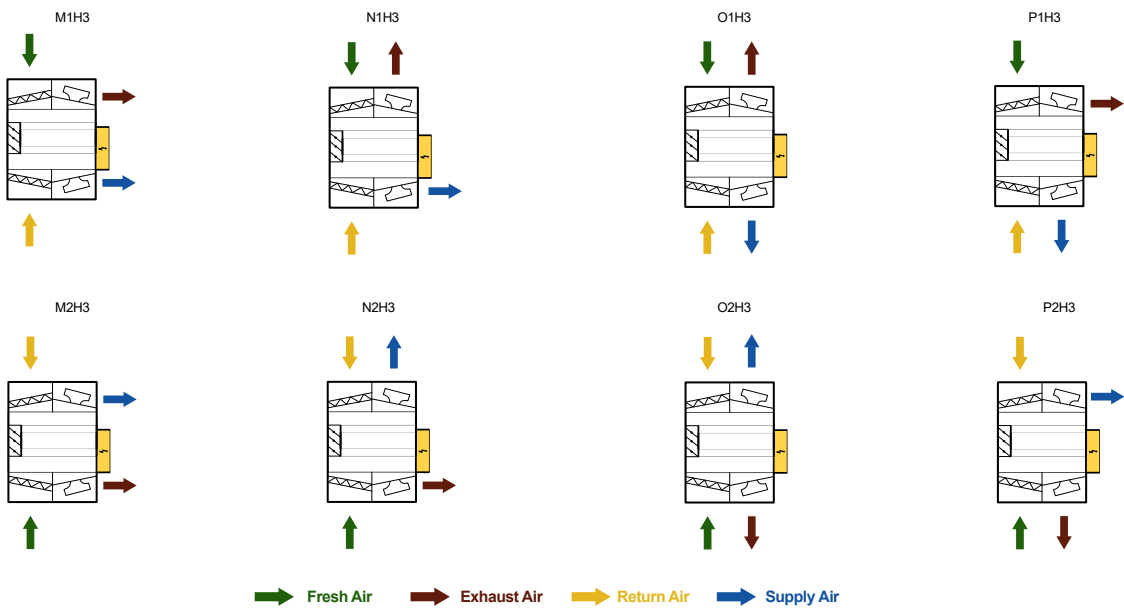 M1H3
N1H3
O1H3
P1H3
M2H3
N2H3
O2H3
P2H3
Fresh Air
Exhaust Air
Return Air
Supply Air